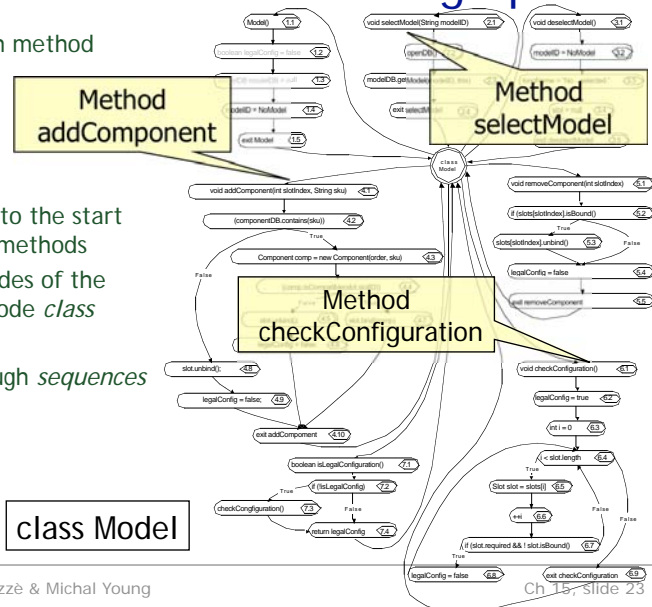 n method
to the start
methods
des of the
ode class
ugh sequences
class Model
Method
addComponent
Method
selectModel
Method
checkConfiguration
class
Model
Model() 1.1
boolean legalConfig = false 1.2
1.3
modelID = NoModel 1.4
exit Model 1.5
void selectModel(String modelID) 2.1
openDB()
modelDB.getModel(modelID,
exit selectModel
void deselectModel() 3.1
modelID = NoModel 3.2
void addComponent(int slotIndex, String sku) 4.1
(componentDB.contains(sku)) 4.2
True
False
Component comp = new Component(order, sku) 4.3
slot.unbind(); 4.8
legalConfig = false; 4.9
exit addCompoment 4.10
void removeComponent(int slotIndex) 5.1
if (slots[slotIndex].isBound() 5.2
True
False
slots[slotIndex].unbind() 5.3
legalConfig = false 5.4
exit removeComponent 5.5
void checkConfiguration() 6.1
legalConfig = true 6.2
int i = 0 6.3
i < slot.length 6.4
True
False
Slot slot = slots[i] 6.5
++i 6.6
if (slot.required && ! slot.isBound() 6.7
True
False
legalConfig = false 6.8
exit checkConfiguration 6.9
boolean isLegalConfiguration() 7.1
if (!isLegalConfig) 7.2
True
False
checkCongfiguration() 7.3
return legalConfig 7.4
zzè & Michal Young
Ch 15, slide 23